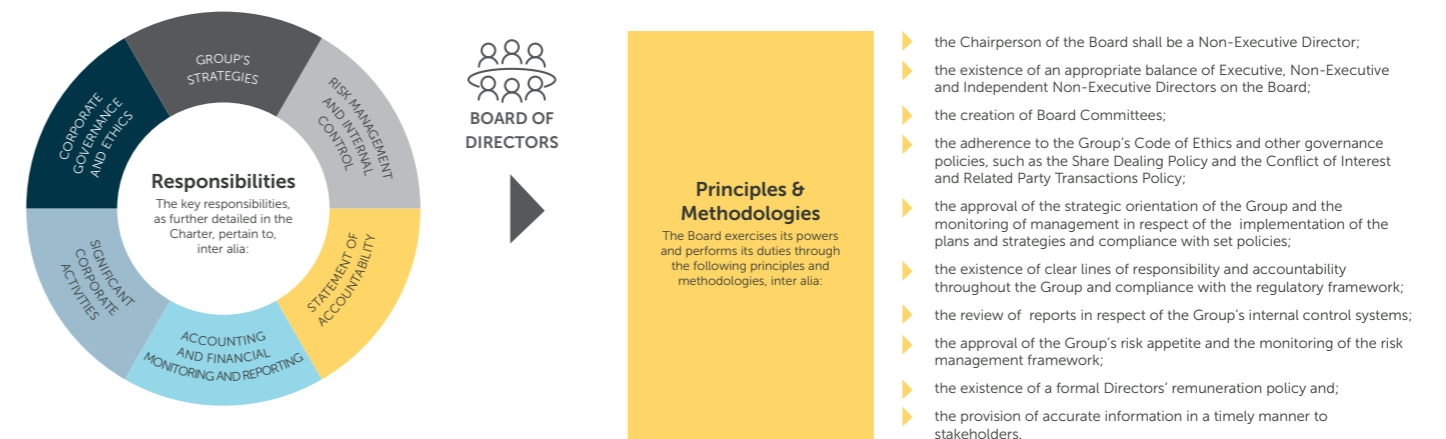 GROUP'S
STRATEGIES
RISK MANAGEMENT
AND INTERNAL
CONTROL
STATEMENT OF
ACCOUNTABILITY
ACCOUNTING
AND FINANCIAL
MONITORING AND REPORTING
SIGNIFICANT
CORPORATE
ACTIVITIES
CORPORATE
GOVERNANCE
AND ETHICS
Responsibilities
The key responsibilities,
as further detailed in the
Charter, pertain to,
inter alia:
BOARD OF
DIRECTORS
Principles &
Methodologies
The Board exercises its powers
and performs its duties through
the following principles and
methodologies, inter alia:
the Chairperson of the Board shall be a Non-Executive Director;
the existence of an appropriate balance of Executive, Non-Executive
and Independent Non-Executive Directors on the Board;
the creation of Board Committees;
the adherence to the Group's Code of Ethics and other governance
policies, such as the Share Dealing Policy and the Conflict of Interest
and Related Party Transactions Policy;
the approval of the strategic orientation of the Group and the
monitoring of management in respect of the implementation of the
plans and strategies and compliance with set policies;
the existence of clear lines of responsibility and accountability
throughout the Group and compliance with the regulatory framework;
the review of reports in respect of the Group's internal control systems;
the approval of the Group's risk appetite and the monitoring of the risk
management framework;
the existence of a formal Directors' remuneration policy and;
the provision of accurate information in a timely manner to
stakeholders.